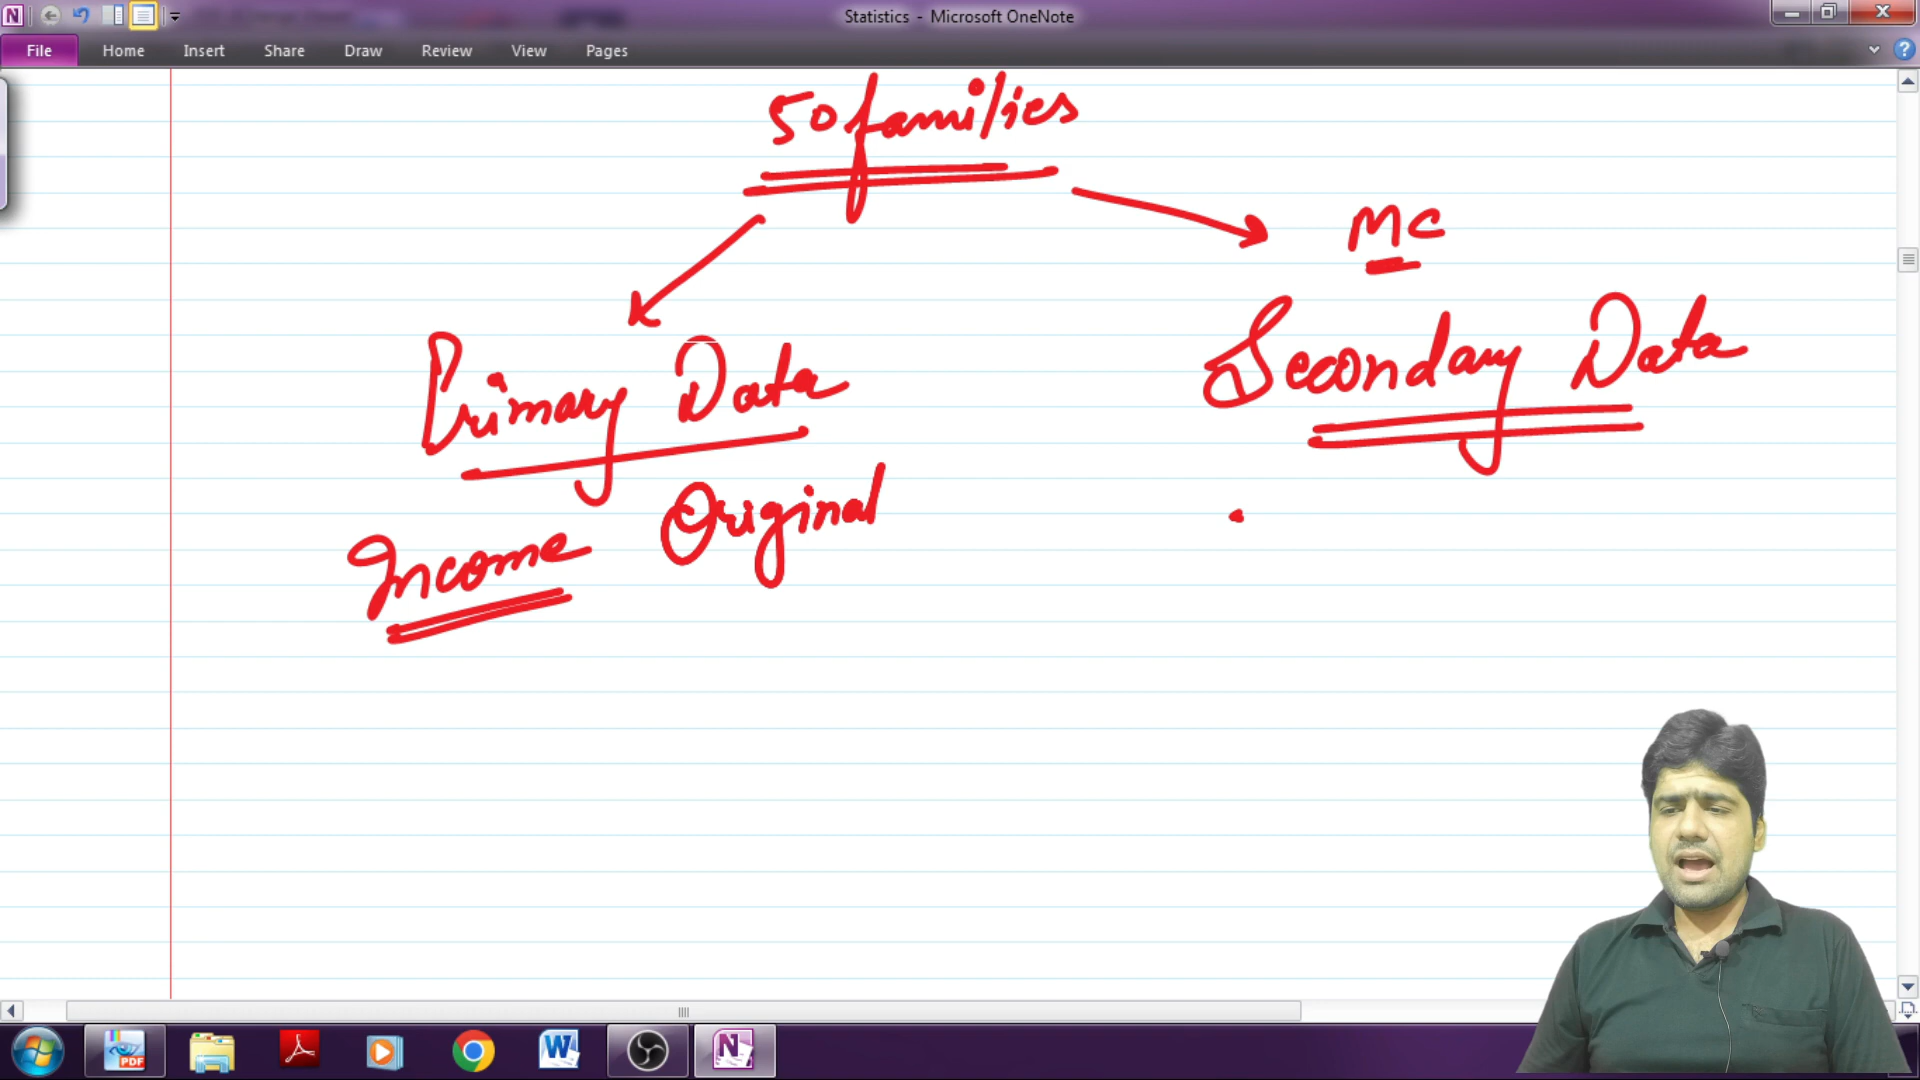 Statistics - Microsoft OneNote
File Home Insert Share Draw Review View Pages
50 families
MC
Primary Data
Secondary Data
Original
Income
PDF
W
N